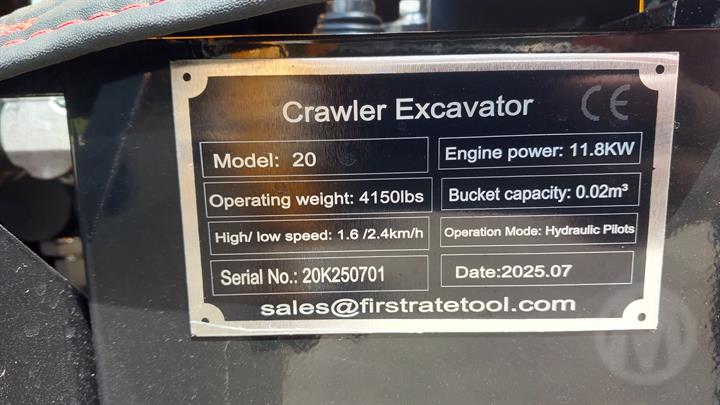 Crawler Excavator CE
Model: 20
Engine power: 11.8KW
Operating weight: 4150lbs
Bucket capacity: 0.02m³
High/ low speed: 1.6 /2.4km/h
Operation Mode: Hydraulic Pilots
Serial No.: 20K250701
Date:2025.07
sales@firstratetool.com
M